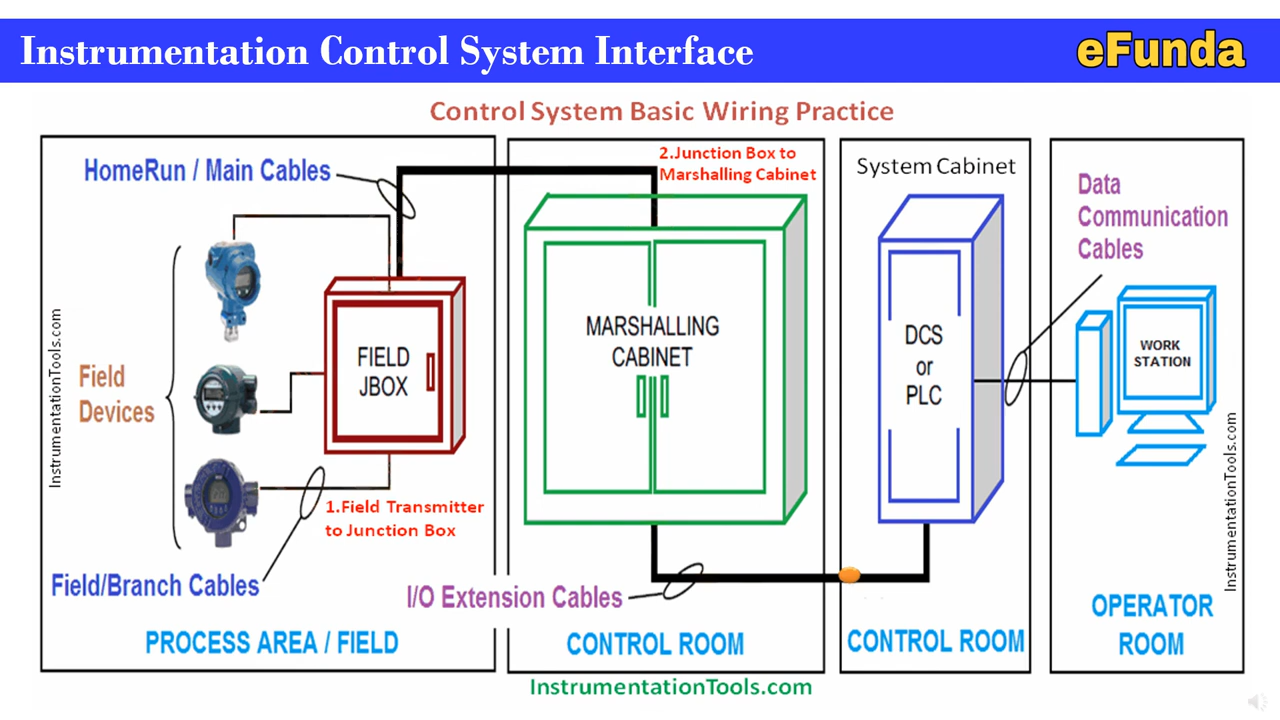 Instrumentation Control System Interface
eFunda
Control System Basic Wiring Practice
HomeRun / Main Cables
2.Junction Box to
Marshalling Cabinet
System Cabinet
Data
Communication
Cables
InstrumentationTools.com
Field
Devices
FIELD
JBOX
MARSHALLING
CABINET
DCS
or
PLC
WORK
STATION
InstrumentationTools.com
1.Field Transmitter
to Junction Box
Field/Branch Cables
I/O Extension Cables
PROCESS AREA / FIELD
CONTROL ROOM
CONTROL ROOM
OPERATOR
ROOM
InstrumentationTools.com